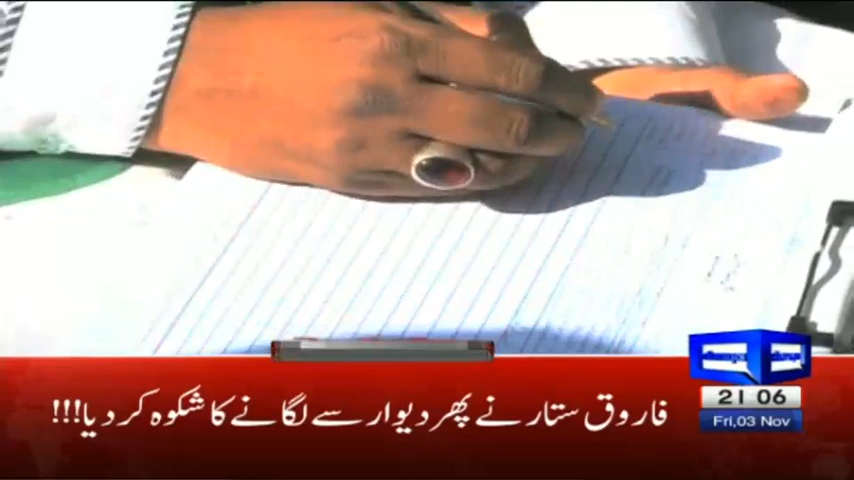 فاروق ستار نے پھر دیوار سے لگانے کا شکوہ کر دیا!!!
21 06
Fri,03 Nov